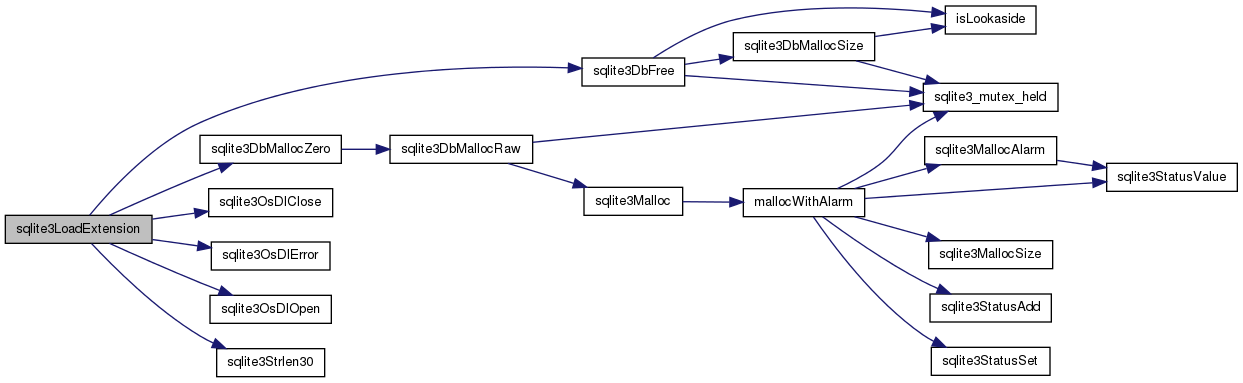 isLookaside
sqlite3DbMallocSize
sqlite3DbFree
sqlite3_mutex_held
sqlite3DbMallocZero
sqlite3DbMallocRaw
sqlite3MallocAlarm
sqlite3StatusValue
sqlite3OsDlClose
sqlite3Malloc
mallocWithAlarm
sqlite3LoadExtension
sqlite3OsDlError
sqlite3MallocSize
sqlite3OsDlOpen
sqlite3StatusAdd
sqlite3Strlen30
sqlite3StatusSet